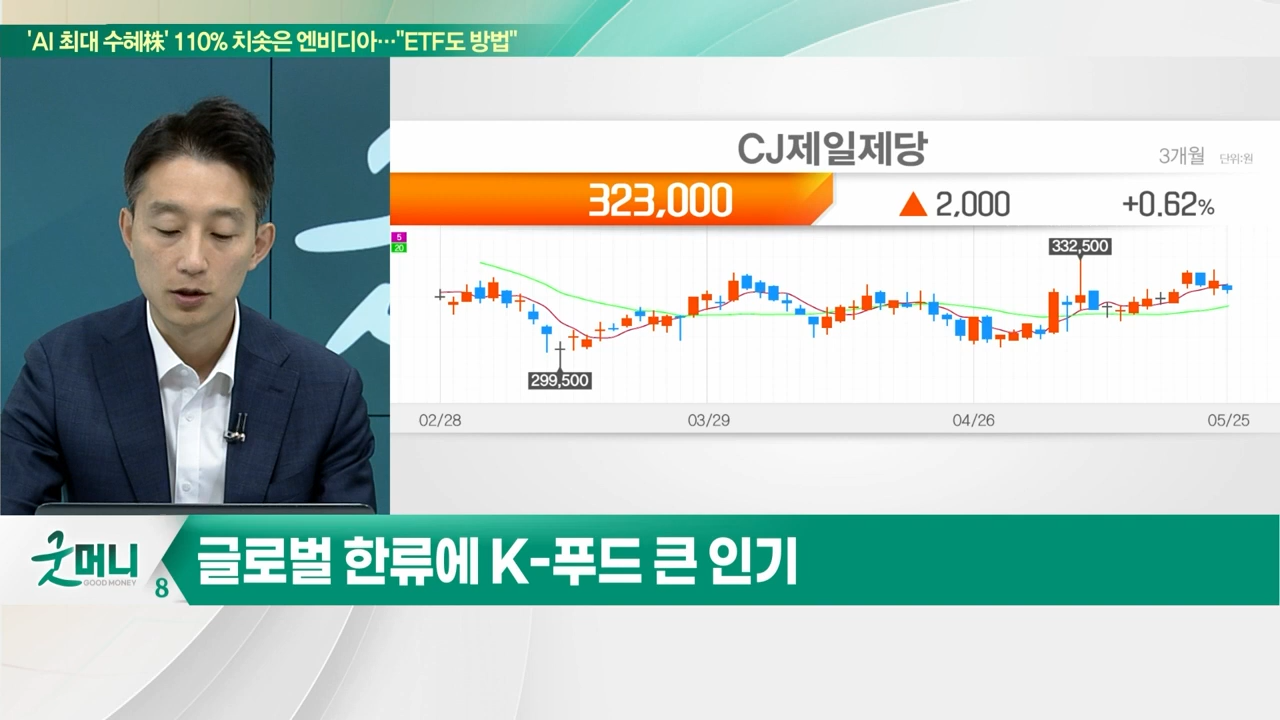 'AI 최대 수혜株' 110% 치솟은 엔비디아…"ETF도 방법"
CJ제일제당
3개월 단위:원
323,000 ▲ 2,000 +0.62%
5
20
332,500
299,500
02/28 03/29 04/26 05/25
굿머니
GOOD MONEY
8
글로벌 한류에 K-푸드 큰 인기